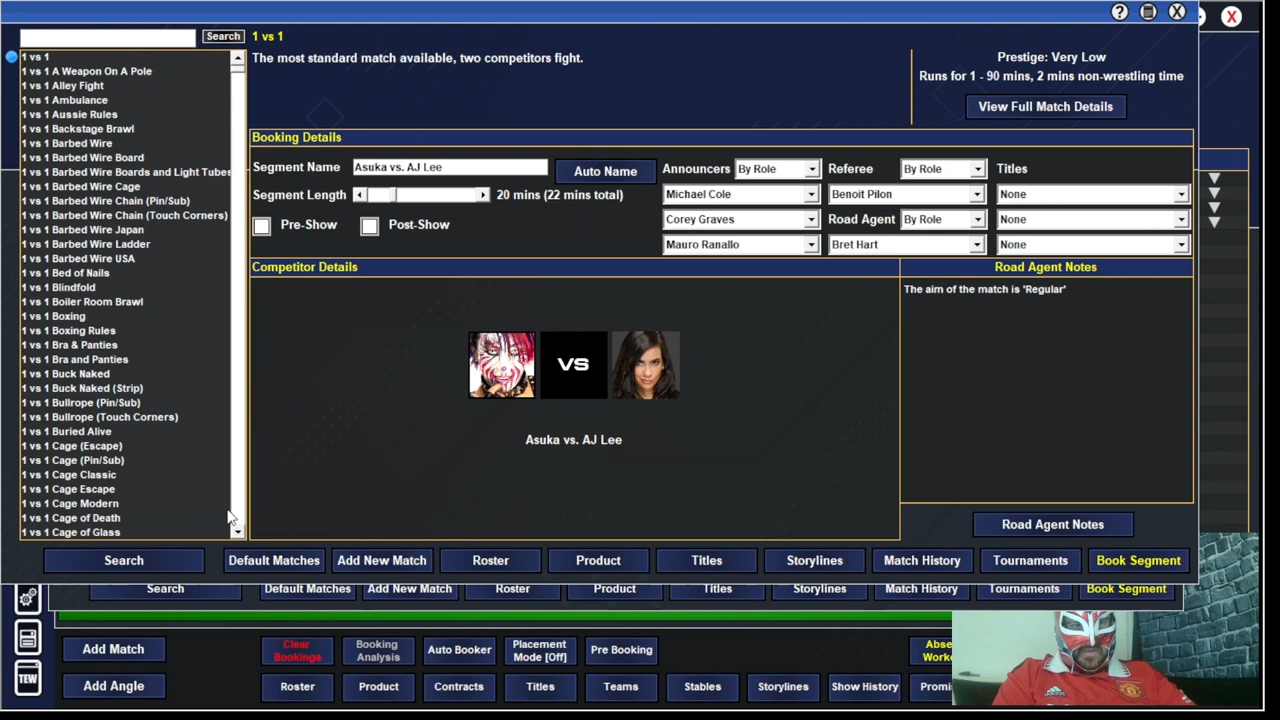 ? X X
Search 1 vs 1
1 vs 1
The most standard match available, two competitors fight.
Prestige: Very Low
Runs for 1 - 90 mins, 2 mins non-wrestling time
View Full Match Details
1 vs 1 A Weapon On A Pole
1 vs 1 Alley Fight
1 vs 1 Ambulance
1 vs 1 Aussie Rules
1 vs 1 Backstage Brawl
1 vs 1 Barbed Wire
1 vs 1 Barbed Wire Board
1 vs 1 Barbed Wire Boards and Light Tubes
1 vs 1 Barbed Wire Cage
1 vs 1 Barbed Wire Chain (Pin/Sub)
1 vs 1 Barbed Wire Chain (Touch Corners)
1 vs 1 Barbed Wire Japan
1 vs 1 Barbed Wire Ladder
1 vs 1 Barbed Wire USA
1 vs 1 Bed of Nails
1 vs 1 Blindfold
1 vs 1 Boiler Room Brawl
1 vs 1 Boxing
1 vs 1 Boxing Rules
1 vs 1 Bra & Panties
1 vs 1 Bra and Panties
1 vs 1 Buck Naked
1 vs 1 Buck Naked (Strip)
1 vs 1 Bullrope (Pin/Sub)
1 vs 1 Bullrope (Touch Corners)
1 vs 1 Buried Alive
1 vs 1 Cage (Escape)
1 vs 1 Cage (Pin/Sub)
1 vs 1 Cage Classic
1 vs 1 Cage Escape
1 vs 1 Cage Modern
1 vs 1 Cage of Death
1 vs 1 Cage of Glass
Booking Details
Segment Name Asuka vs. AJ Lee Auto Name Announcers By Role Referee By Role Titles
Segment Length 20 mins (22 mins total) Michael Cole Benoit Pilon None
Pre-Show Post-Show Corey Graves Road Agent By Role None
Mauro Ranallo Bret Hart None
Competitor Details Road Agent Notes
The aim of the match is 'Regular'
VS
Asuka vs. AJ Lee
Road Agent Notes
Search Default Matches Add New Match Roster Product Titles Storylines Match History Tournaments Book Segment
Search Default Matches Add New Match Roster Product Titles Storylines Match History Tournaments Book Segment
Add Match Clear Bookings Booking Analysis Auto Booker Placement Mode [Off] Pre Booking
TEW Add Angle Roster Product Contracts Titles Teams Stables Storylines Show History